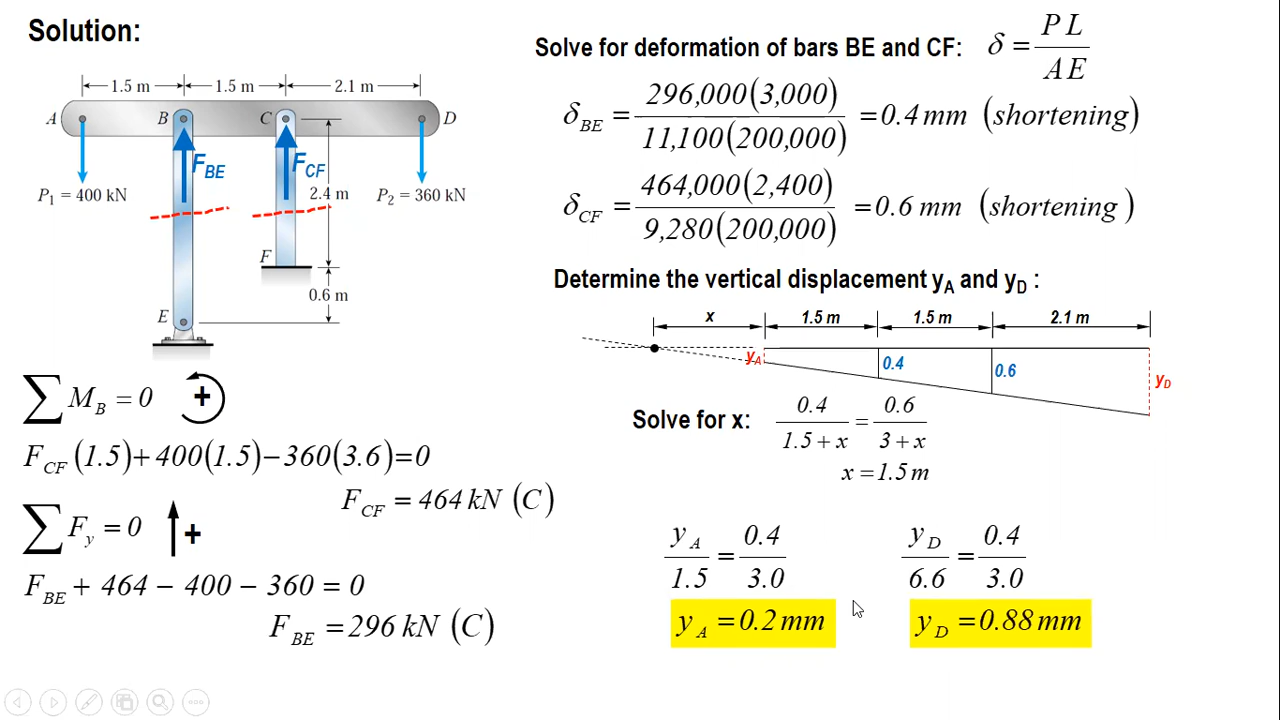 Solution:
1.5 m 1.5 m 2.1 m
A B C D
F_BE F_CF
P₁ = 400 kN 2.4 m P₂ = 360 kN
F
0.6 m
E
∑ M_B = 0 +
F_CF (1.5) + 400(1.5) − 360(3.6) = 0
F_CF = 464 kN (C)
∑ F_y = 0 +
F_BE + 464 − 400 − 360 = 0
F_BE = 296 kN (C)
Solve for deformation of bars BE and CF: δ = PL / AE
δ_BE = 296,000(3,000) / 11,100(200,000) = 0.4 mm (shortening)
δ_CF = 464,000(2,400) / 9,280(200,000) = 0.6 mm (shortening)
Determine the vertical displacement y_A and y_D :
x 1.5 m 1.5 m 2.1 m
y_A 0.4 0.6 y_D
Solve for x: 0.4 / 1.5 + x = 0.6 / 3 + x
x = 1.5 m
y_A / 1.5 = 0.4 / 3.0 y_D / 6.6 = 0.4 / 3.0
y_A = 0.2 mm y_D = 0.88 mm